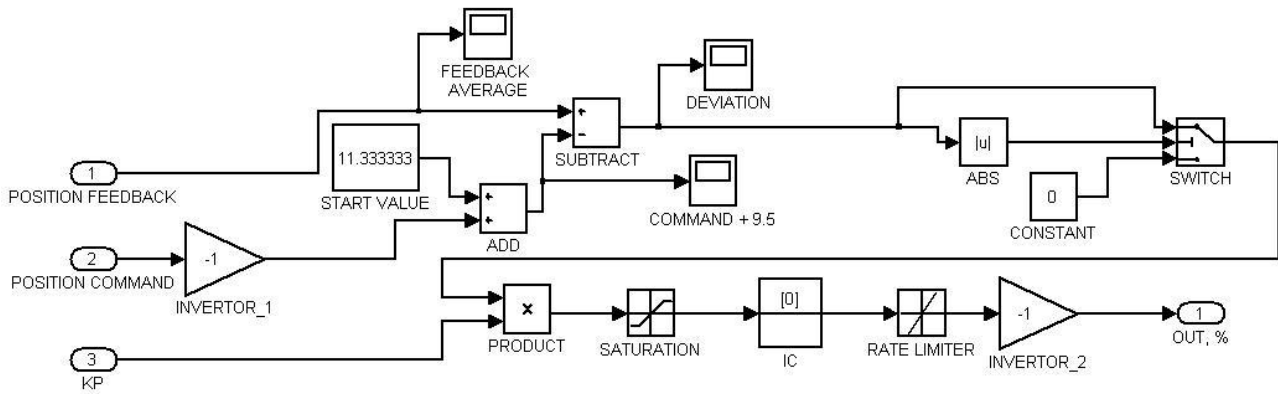 FEEDBACK
AVERAGE
DEVIATION
+
−
SUBTRACT
11.333333
START VALUE
|u|
ABS
SWITCH
1
POSITION FEEDBACK
+
+
ADD
COMMAND + 9.5
0
CONSTANT
2
POSITION COMMAND
-1
INVERTOR_1
×
PRODUCT
SATURATION
[0]
IC
RATE LIMITER
-1
INVERTOR_2
1
OUT, %
3
KP